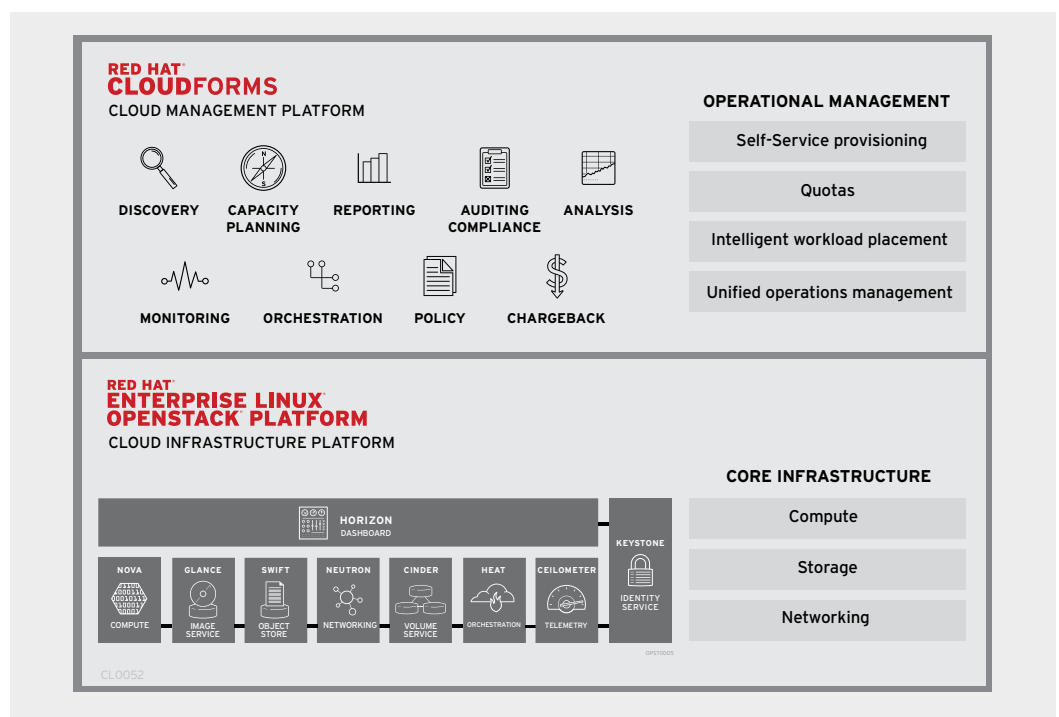 RED HAT®
CLOUDFORMS
CLOUD MANAGEMENT PLATFORM
DISCOVERY
CAPACITY
PLANNING
REPORTING
AUDITING
COMPLIANCE
ANALYSIS
MONITORING
ORCHESTRATION
POLICY
CHARGEBACK
OPERATIONAL MANAGEMENT
Self-Service provisioning
Quotas
Intelligent workload placement
Unified operations management
RED HAT®
ENTERPRISE LINUX®
OPENSTACK® PLATFORM
CLOUD INFRASTRUCTURE PLATFORM
HORIZON
DASHBOARD
NOVA
COMPUTE
GLANCE
IMAGE
SERVICE
SWIFT
OBJECT
STORE
NEUTRON
NETWORKING
CINDER
VOLUME
SERVICE
HEAT
ORCHESTRATION
CEILOMETER
TELEMETRY
KEYSTONE
IDENTITY
SERVICE
OPST0005
CL0052
CORE INFRASTRUCTURE
Compute
Storage
Networking